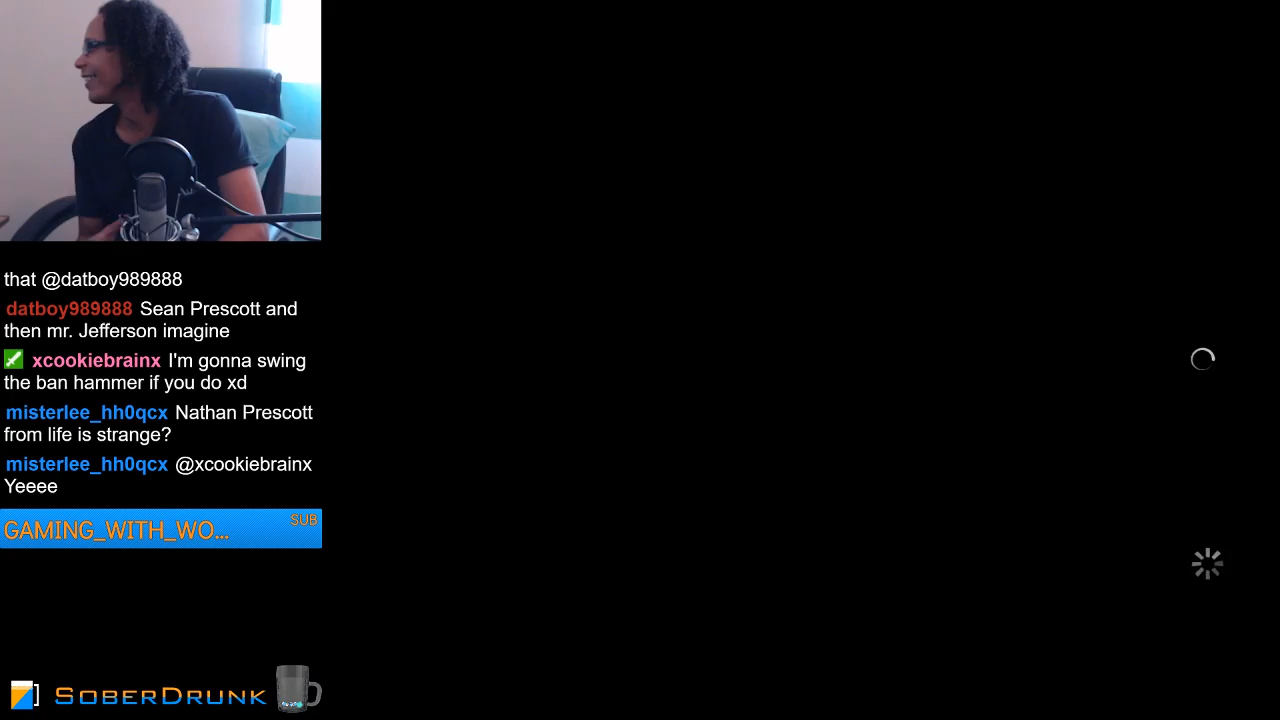 that @datboy989888
datboy989888 Sean Prescott and
then mr. Jefferson imagine
xcookiebrainx I'm gonna swing
the ban hammer if you do xd
misterlee_hh0qcx Nathan Prescott
from life is strange?
misterlee_hh0qcx @xcookiebrainx
Yeeee
GAMING_WITH_WO... SUB
SOBERDRUNK